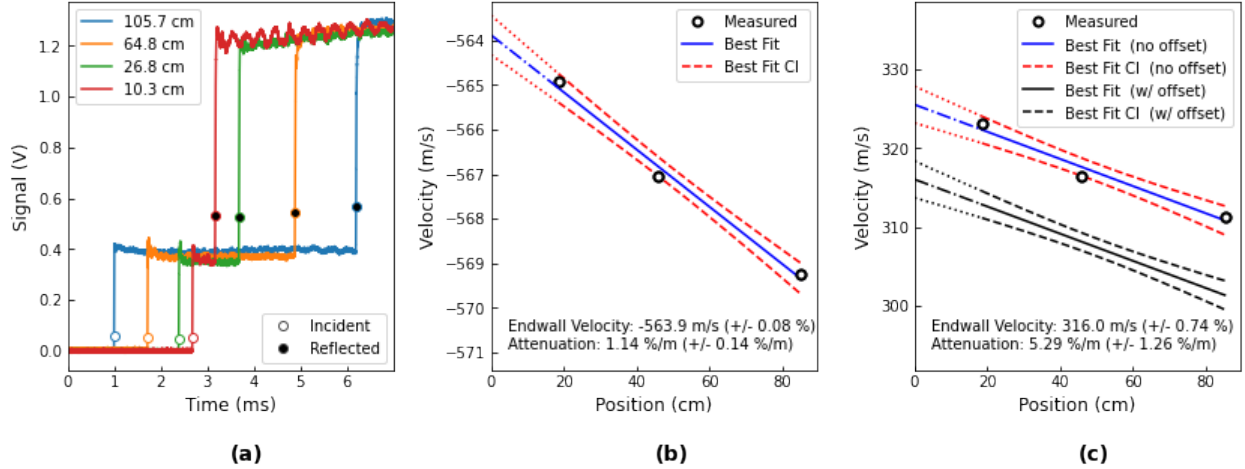 105.7 cm
64.8 cm
26.8 cm
10.3 cm
Incident
Reflected
Signal (V)
1.2
1.0
0.8
0.6
0.4
0.2
0.0
0 1 2 3 4 5 6
Time (ms)
(a)
Measured
Best Fit
Best Fit CI
Velocity (m/s)
−564
−565
−566
−567
−568
−569
−570
−571
Endwall Velocity: -563.9 m/s (+/- 0.08 %)
Attenuation: 1.14 %/m (+/- 0.14 %/m)
0 20 40 60 80
Position (cm)
(b)
Measured
Best Fit (no offset)
Best Fit CI (no offset)
Best Fit (w/ offset)
Best Fit CI (w/ offset)
Velocity (m/s)
330
320
310
300
Endwall Velocity: 316.0 m/s (+/- 0.74 %)
Attenuation: 5.29 %/m (+/- 1.26 %/m)
0 20 40 60 80
Position (cm)
(c)